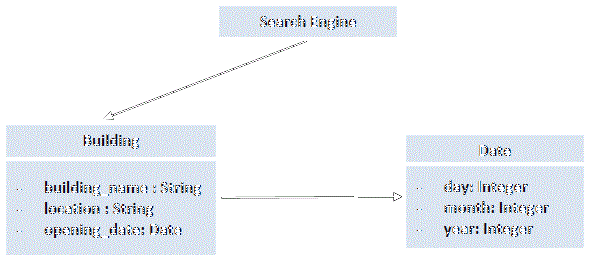 Search Engine
Building
building_name : String
location : String
opening_date: Date
Date
day: Integer
month: Integer
year: Integer